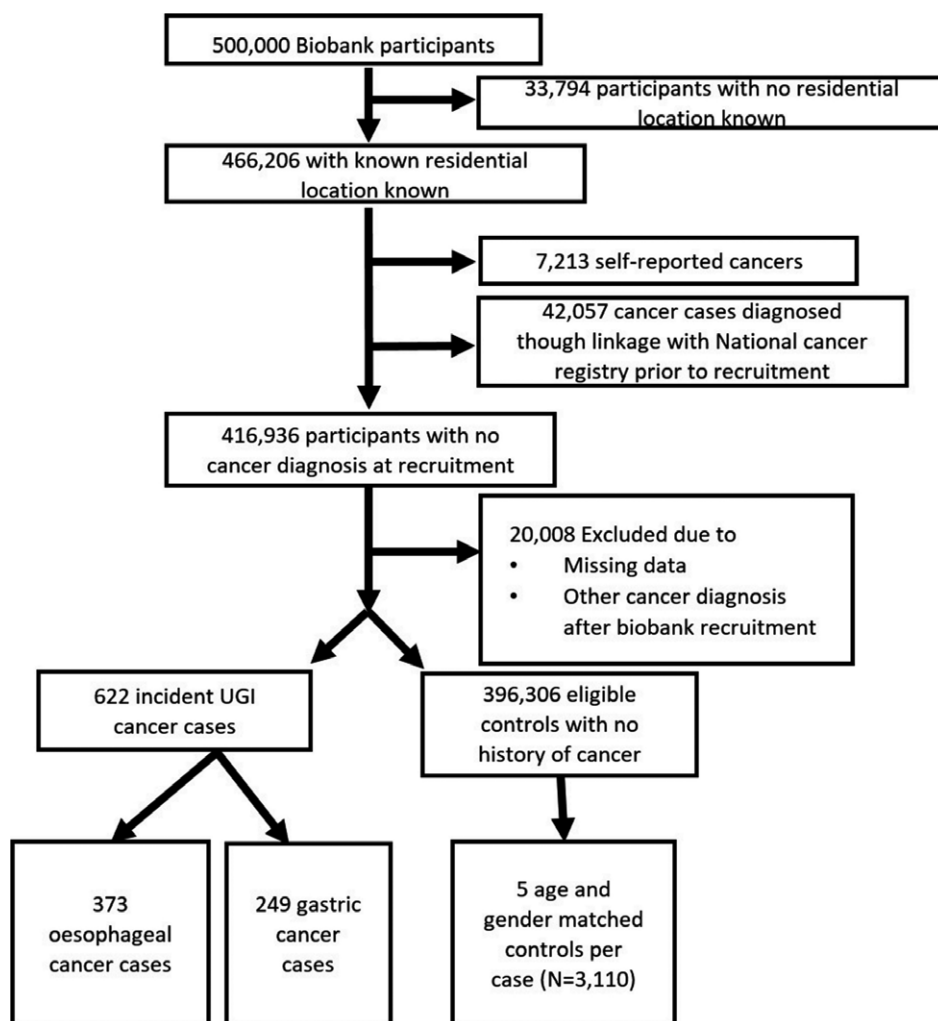 500,000 Biobank participants
33,794 participants with no residential
location known
466,206 with known residential
location known
7,213 self-reported cancers
42,057 cancer cases diagnosed
though linkage with National cancer
registry prior to recruitment
416,936 participants with no
cancer diagnosis at recruitment
20,008 Excluded due to
• Missing data
• Other cancer diagnosis
after biobank recruitment
622 incident UGI
cancer cases
396,306 eligible
controls with no
history of cancer
373
oesophageal
cancer cases
249 gastric
cancer
cases
5 age and
gender matched
controls per
case (N=3,110)